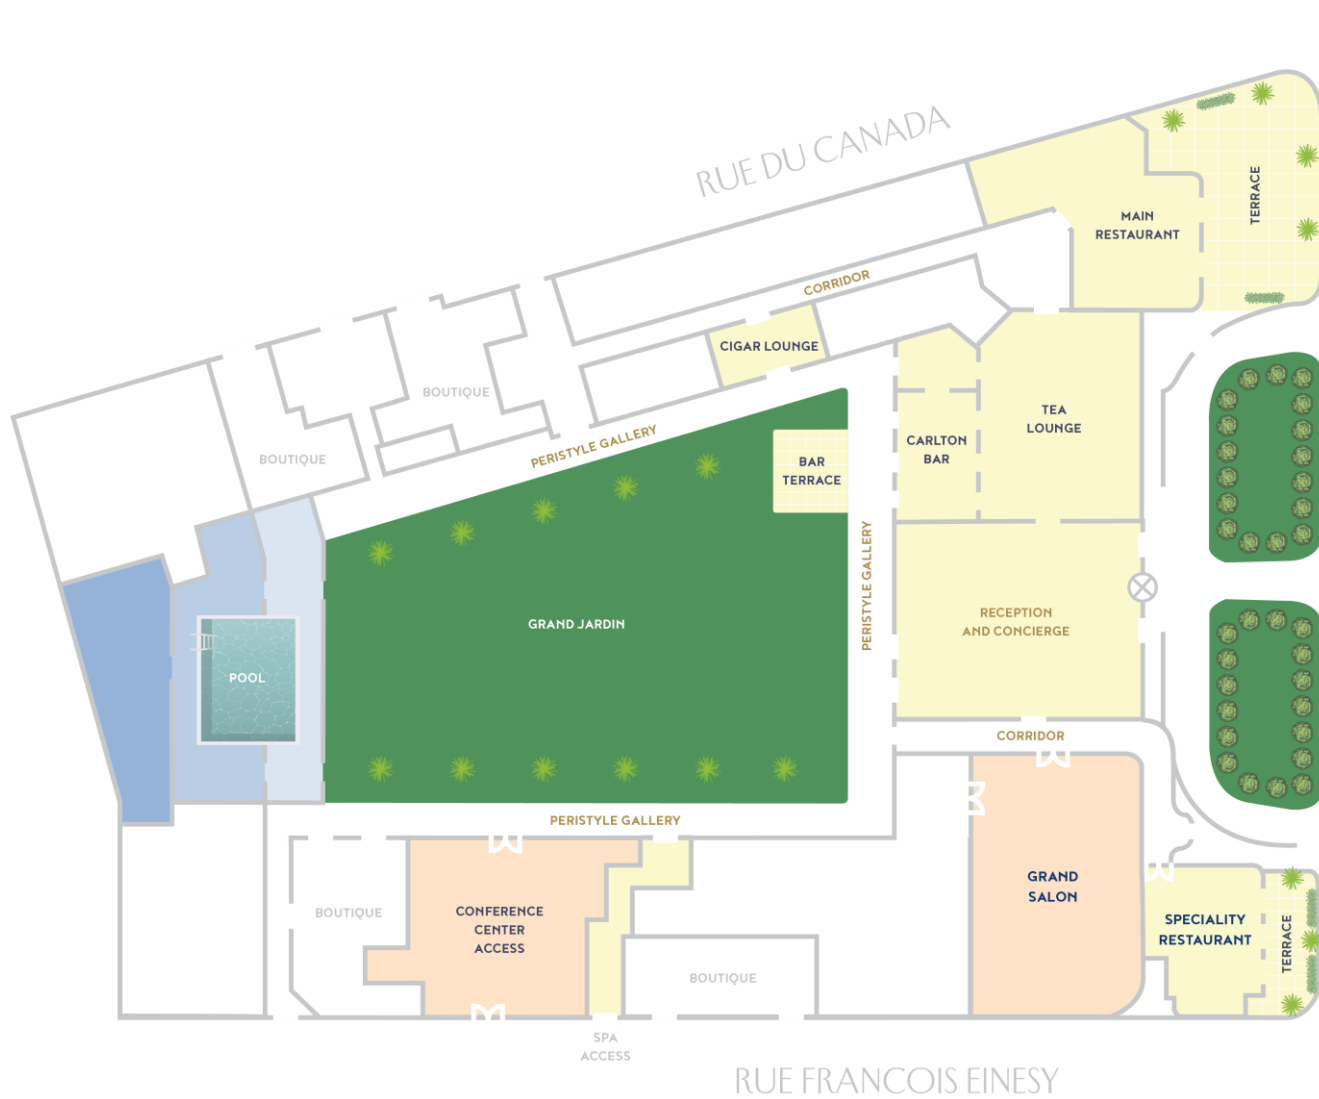 RUE DU CANADA
TERRACE
MAIN
RESTAURANT
CORRIDOR
CIGAR LOUNGE
BOUTIQUE
TEA
LOUNGE
CARLTON
BAR
PERISTYLE GALLERY
BOUTIQUE
BAR
TERRACE
PERISTYLE GALLERY
GRAND JARDIN
RECEPTION
AND CONCIERGE
POOL
CORRIDOR
PERISTYLE GALLERY
GRAND
SALON
BOUTIQUE
CONFERENCE
CENTER
ACCESS
SPECIALITY
RESTAURANT
TERRACE
BOUTIQUE
SPA
ACCESS
RUE FRANCOIS EINESY